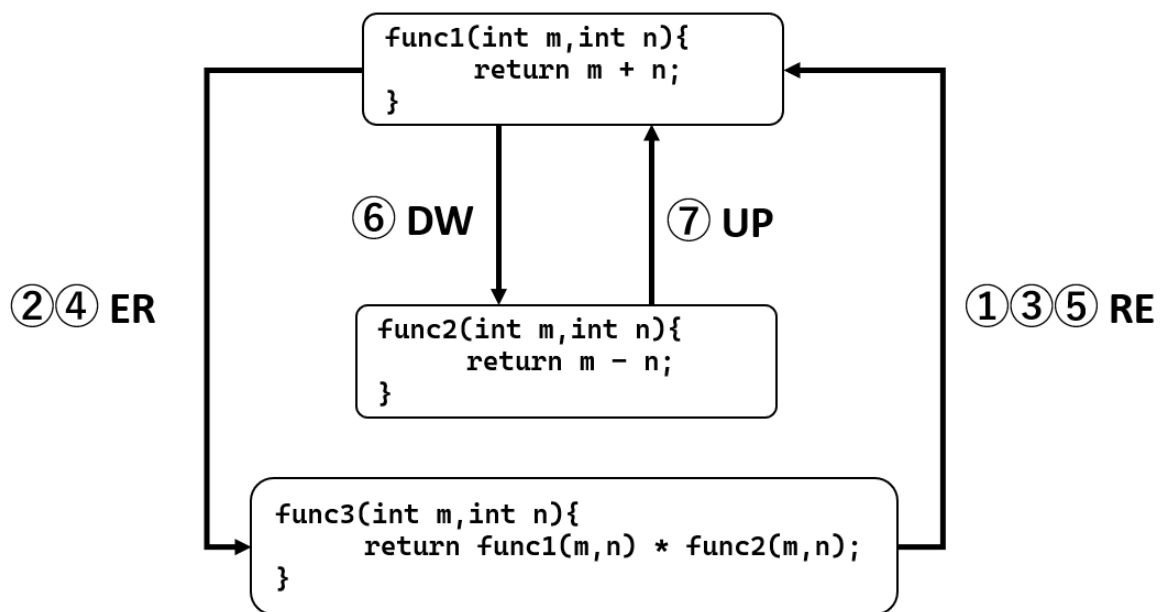 func1(int m,int n){
return m + n;
}
⑥ DW
⑦ UP
②④ ER
①③⑤ RE
func2(int m,int n){
return m − n;
}
func3(int m,int n){
return func1(m,n) * func2(m,n);
}